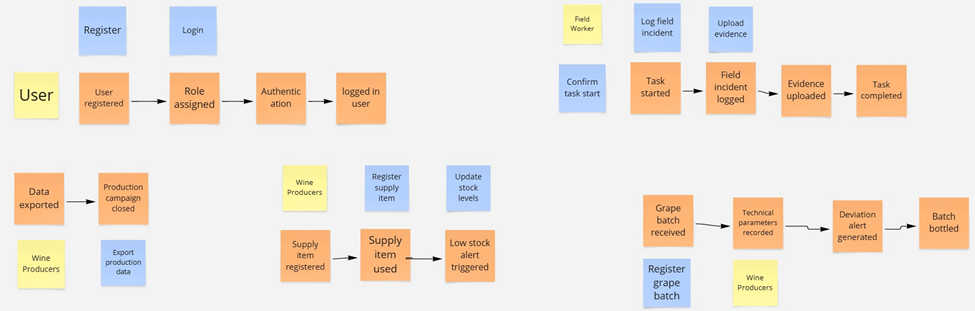 Register
Login
User
User
registered
Role
assigned
Authentic
ation
logged in
user
Field
Worker
Log field
incident
Upload
evidence
Confirm
task start
Task
started
Field
incident
logged
Evidence
uploaded
Task
completed
Data
exported
Production
campaign
closed
Wine
Producers
Export
production
data
Wine
Producers
Register
supply
item
Update
stock
levels
Supply
item
registered
Supply
item
used
Low stock
alert
triggered
Grape
batch
received
Technical
parameters
recorded
Deviation
alert
generated
Batch
bottled
Register
grape
batch
Wine
Producers